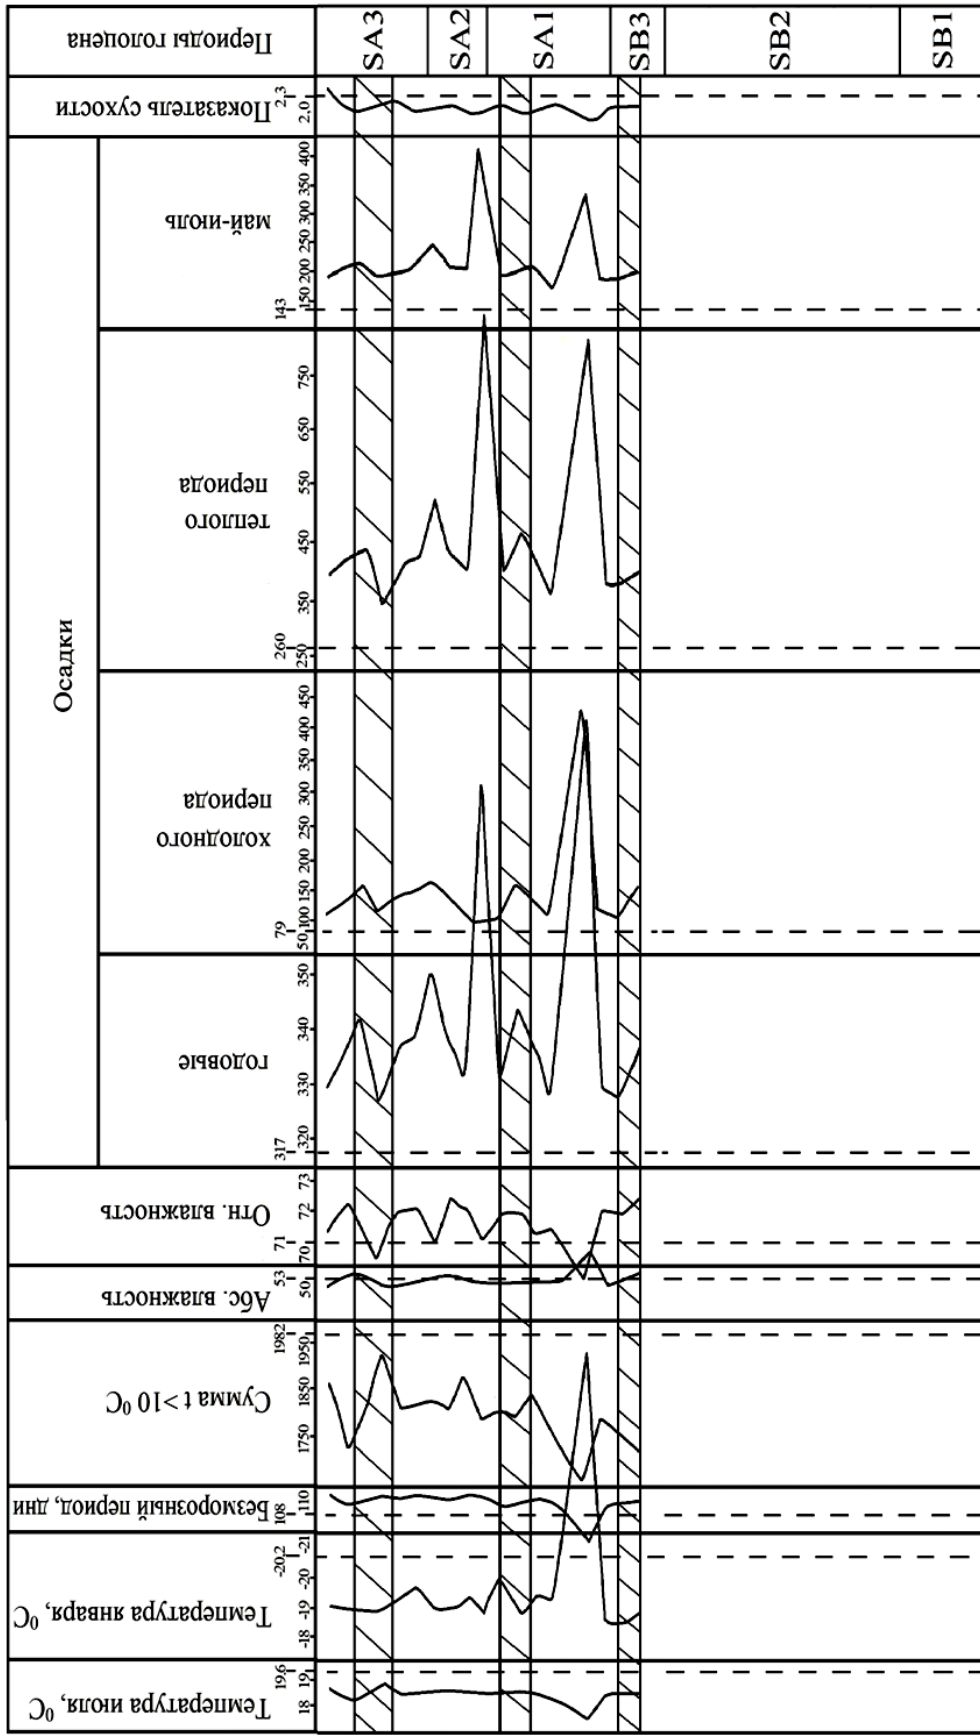 Периоды голоцена
SA3
SA2
SA1
SB3
SB2
SB1
Показатель сухости
2,3
2,0
Осадки
май-июль
400
350
300
250
200
150
143
теплого
периода
750
650
550
450
350
260
250
холодного
периода
450
400
350
300
250
200
150
100
79
50
годовые
350
340
330
320
317
Отн. влажность
73
72
71
70
Абс. влажность
53
50
Сумма t>10 ⁰C
1982
1950
1850
1750
Безморозный период, дни
110
108
Температура января, ⁰C
-21
-20,2
-20
-19
-18
Температура июля, ⁰C
19,6
19
18